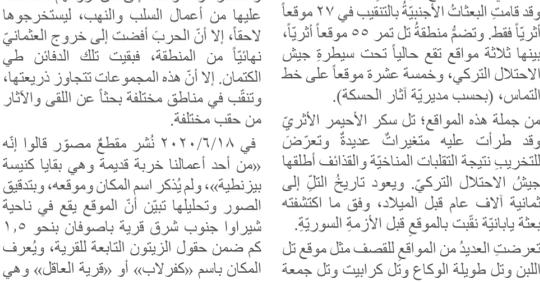 وقد قامتِ البعثاتُ الأجنبيّةُ بالتنقيب في ٢٧ موقعاً
أثريّاً فقط. وتضمُّ منطقةُ تل تمر ٥٥ موقعاً أثريّاً،
بينها ثلاثة مواقع تقع حالياً تحت سيطرةِ جيش
الاحتلال التركي، وخمسة عشرة موقعاً على خط
التماس، (بحسب مديريّة آثار الحسكة).
من جملة هذه المواقع؛ تل سكر الأحيمر الأثريّ
وقد طرأت عليه متغيراتٌ عديدةٌ وتعرّضَ
للتخريبِ نتيجة التقلبات المناخيّة والقذائف أطلقها
جيشُ الاحتلال التركيّ. ويعود تاريخُ التلّ إلى
ثمانية آلاف عام قبل الميلاد، وفق ما اكتشفته
بعثة يابانيّة نقّبت بالموقع قبل الأزمة السوريّة.
تعرضتِ العديدُ من المواقع للقصف مثل موقع تل
اللبن وتل طويلة الوكاع وتل كرابيت وتل جمعة
عليها من أعمال السلب والنهب، ليستخرجوها
لاحقاً، إلا أنّ الحربَ أفضت إلى خروج العثمانيّ
نهائيّاً من المنطقة، فبقيت تلك الدفائن طي
الكتمان. إلا أنّ هذه المجموعات تتجاوز ذريعتها،
وتنقّب في مناطق مختلفة بحثاً عن اللقى والآثار
من حقب مختلفة.
في ٢٠٢٠/٦/١٨ نُشر مقطعٌ مصوّر قالوا إنّه
«من أحد أعمالنا خربة قديمة وهي بقايا كنيسة
بيزنطية»، ولم يُذكر اسم المكان وموقعه، وبتدقيق
الصور وتحليلها تبيّن أنّ الموقع يقع في ناحية
شيراوا جنوب شرق قرية باصوفان بنحو ١,٥
كم ضمن حقول الزيتون التابعة للقرية، ويُعرف
المكان باسم «كفرلاب» أو «قرية العاقل» وهي